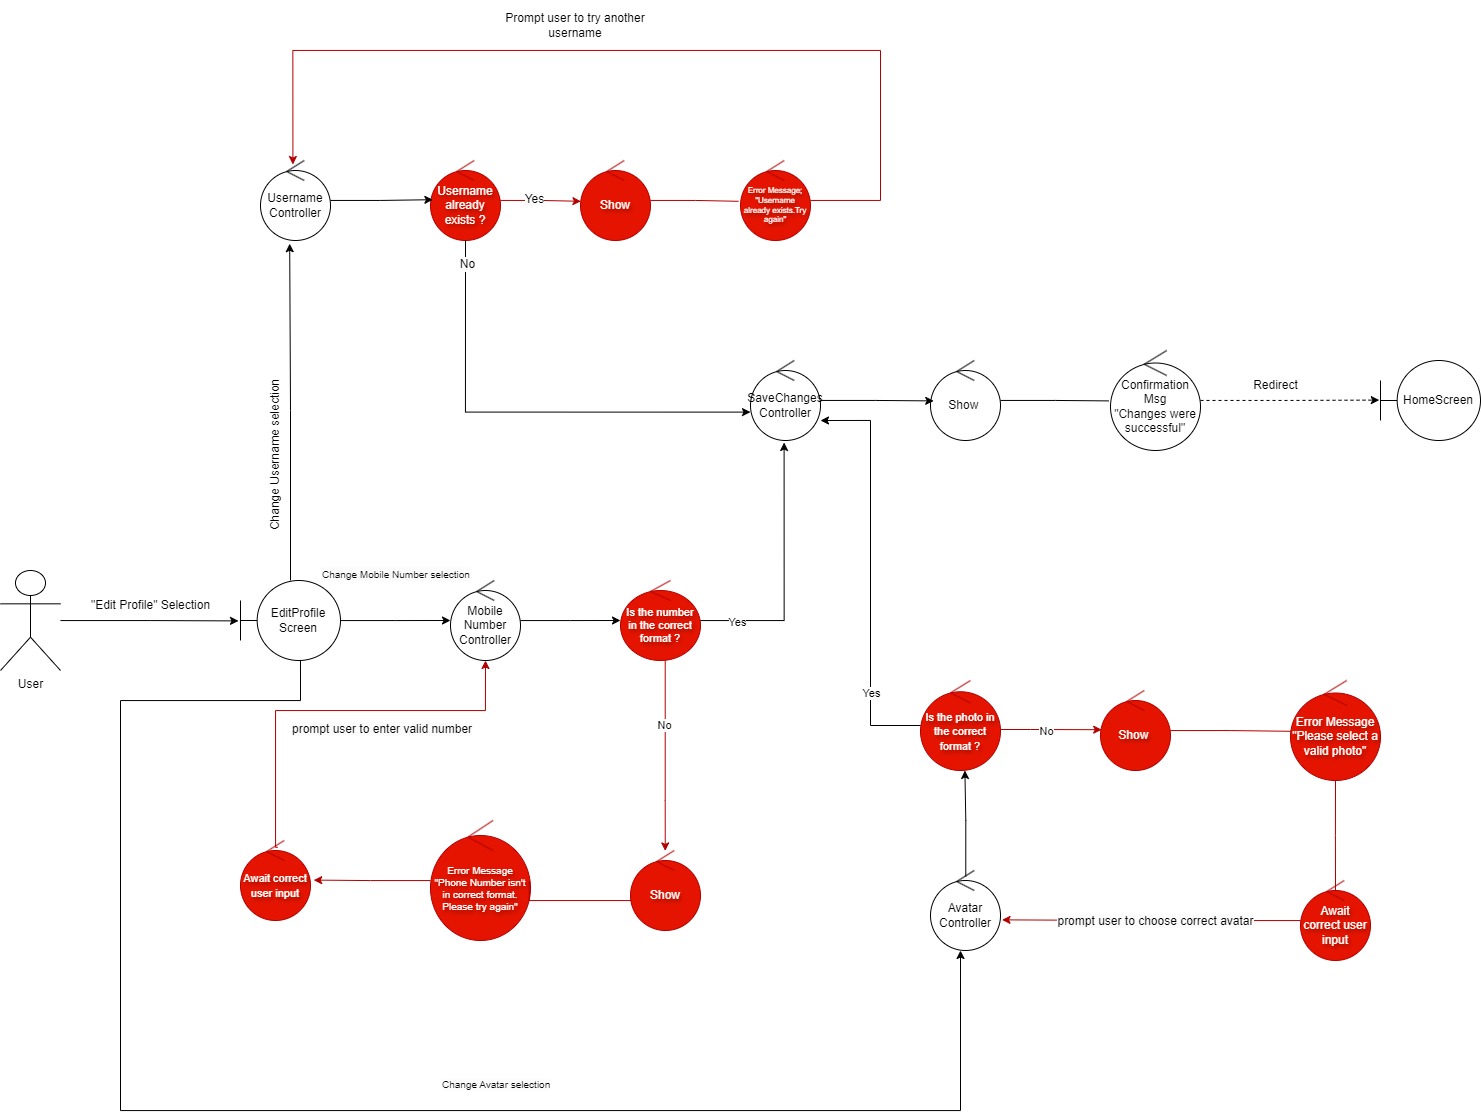 Prompt user to try another
username
Username
Controller
Username
already
exists ?
Yes
Show
Error Message;
"Username
already exists.Try
again"
No
Change Username selection
SaveChanges
Controller
Show
Confirmation
Msg
"Changes were
successful"
Redirect
HomeScreen
User
"Edit Profile" Selection
EditProfile
Screen
Change Mobile Number selection
Mobile
Number
Controller
Is the number
in the correct
format ?
Yes
No
prompt user to enter valid number
Show
Error Message
"Phone Number isn't
in correct format.
Please try again"
Await correct
user input
Yes
Is the photo in
the correct
format ?
No
Show
Error Message
"Please select a
valid photo"
Avatar
Controller
prompt user to choose correct avatar
Await
correct user
input
Change Avatar selection